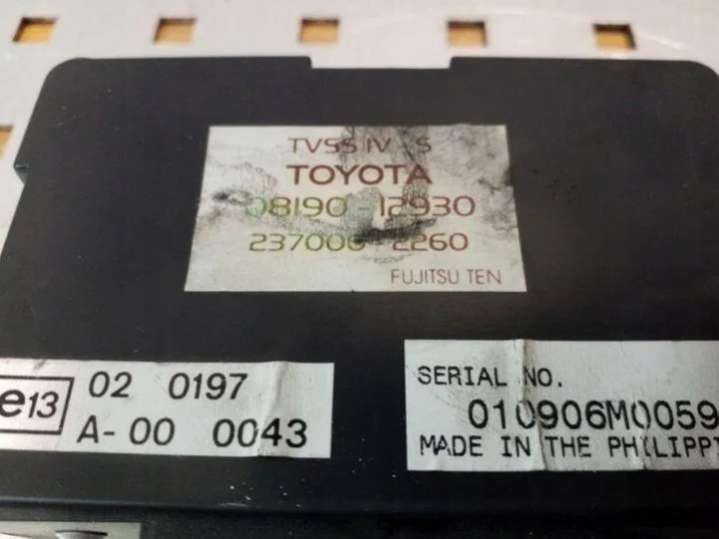 TVSS IV - S
TOYOTA
08190-12930
237000-2260
FUJITSU TEN
e13
02 0197
A-00 0043
SERIAL NO.
010906M0059
MADE IN THE PHILIPPI